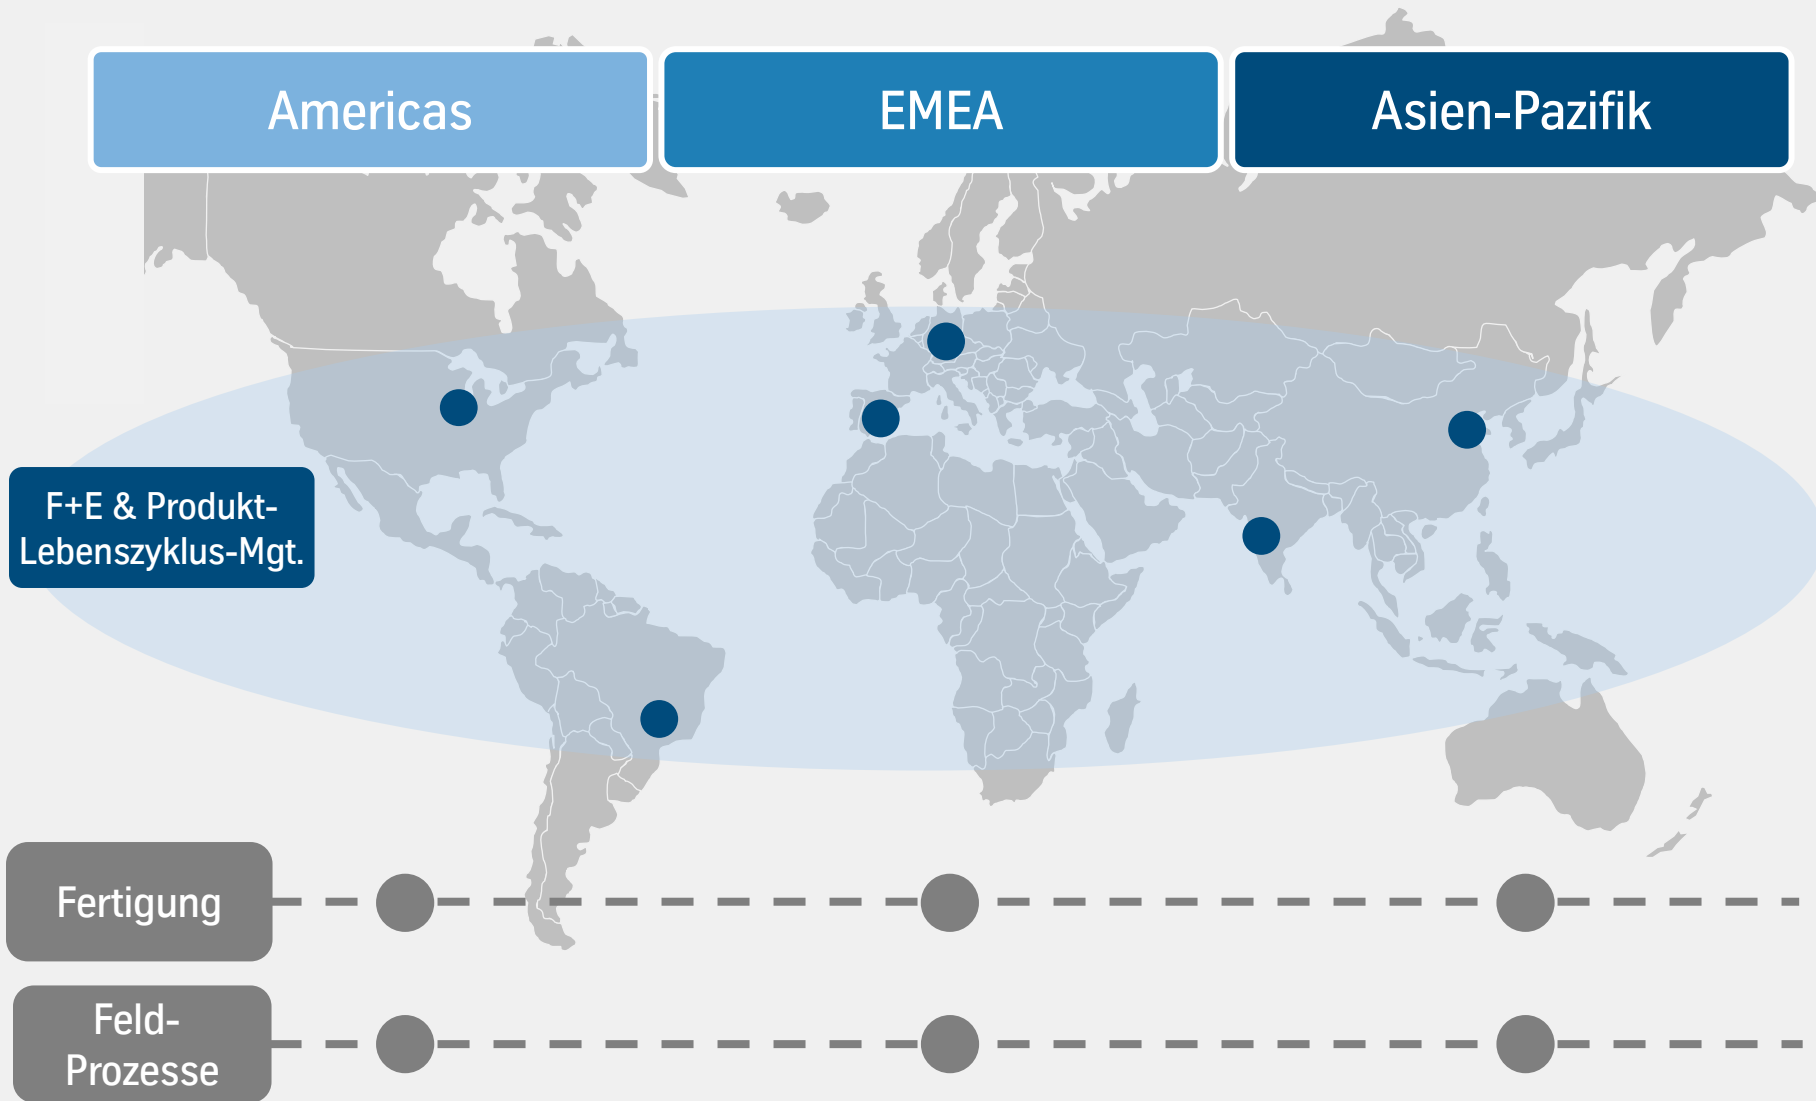 Americas
EMEA
Asien-Pazifik
F+E & Produkt-
Lebenszyklus-Mgt.
Fertigung
Feld-
Prozesse